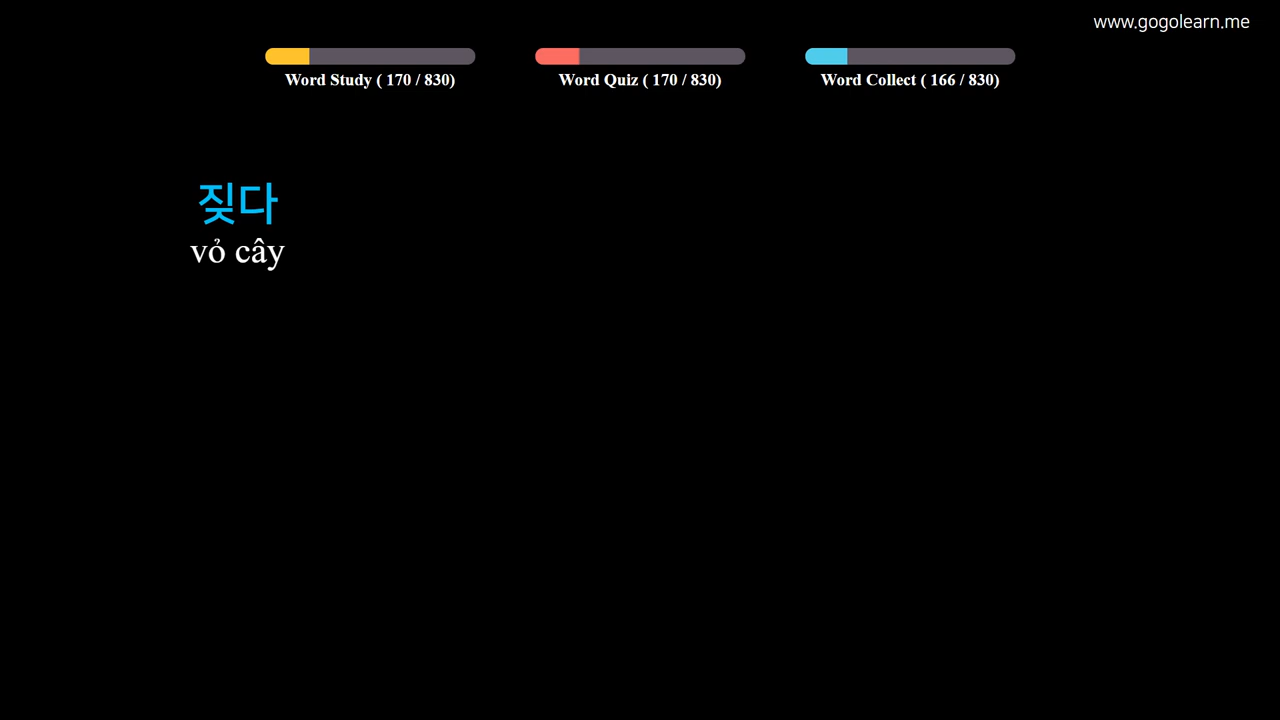 www.gogolearn.me
Word Study ( 170 / 830)
Word Quiz ( 170 / 830)
Word Collect ( 166 / 830)
짖다
vỏ cây